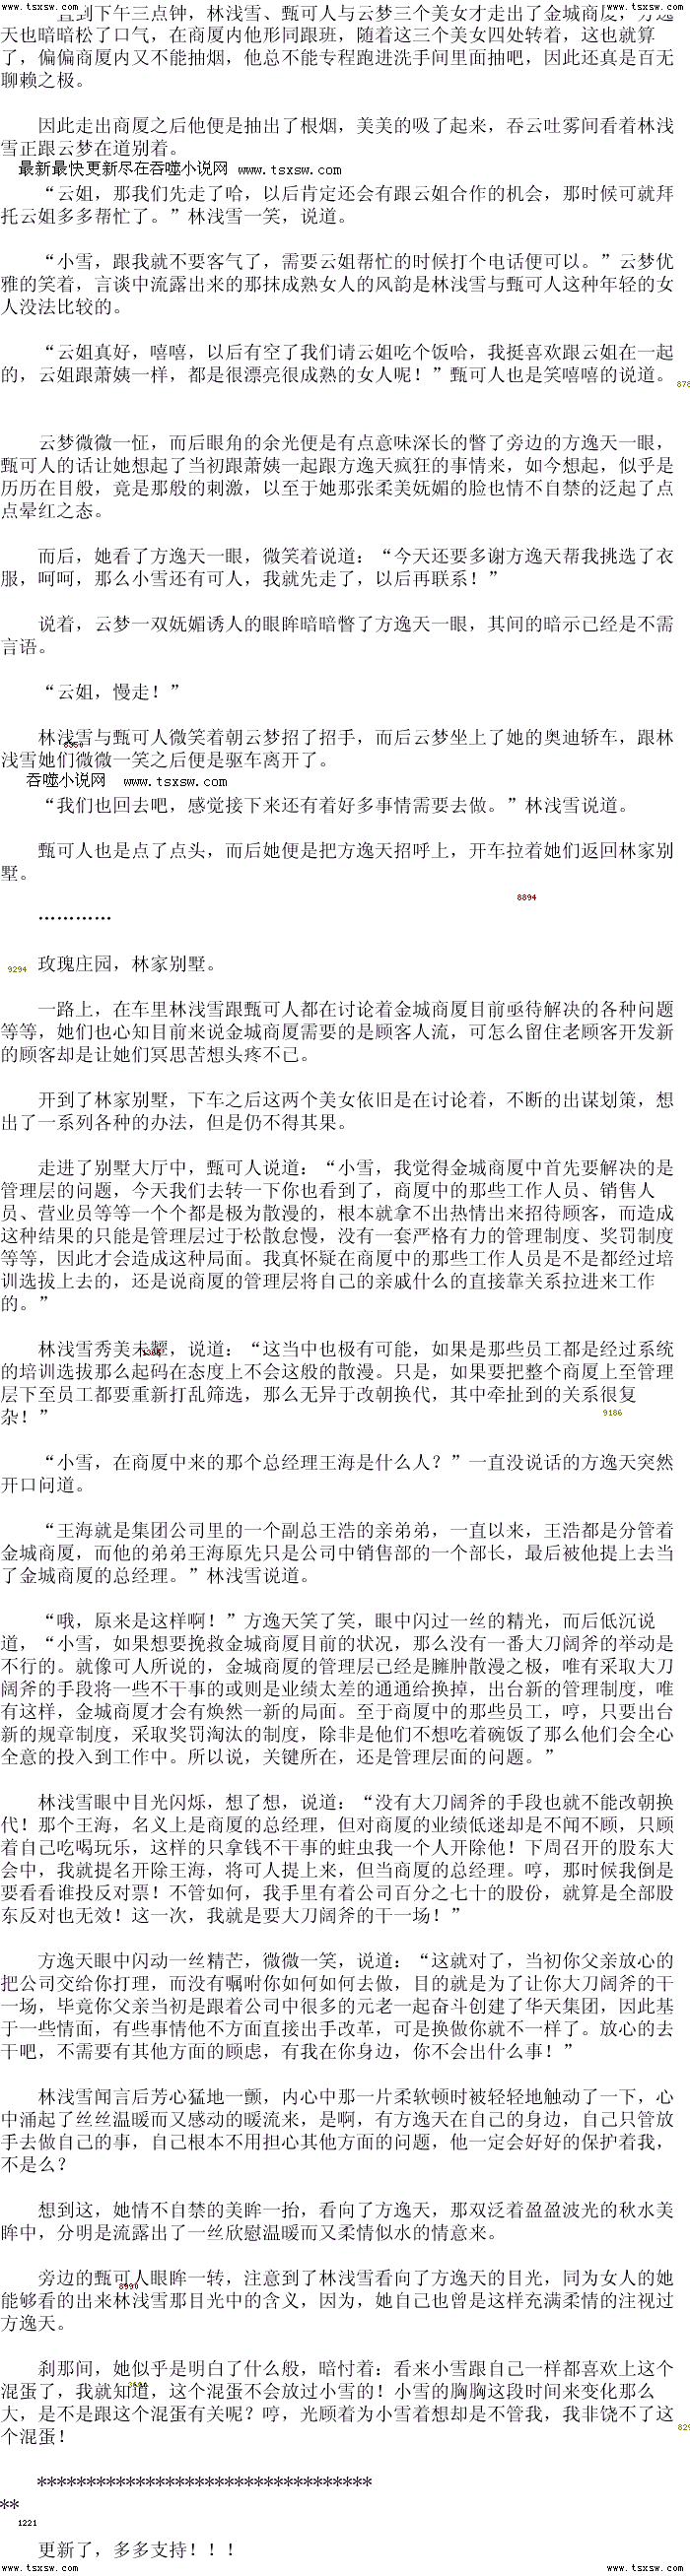 www.tsxsw.com www.tsxsw.com
直到下午三点钟，林浅雪、甄可人与云梦三个美女才走出了金城商厦，方逸
天也暗暗松了口气，在商厦内他形同跟班，随着这三个美女四处转着，这也就算
了，偏偏商厦内又不能抽烟，他总不能专程跑进洗手间里面抽吧，因此还真是百无
聊赖之极。
因此走出商厦之后他便是抽出了根烟，美美的吸了起来，吞云吐雾间看着林浅
雪正跟云梦在道别着。
最新最快更新尽在吞噬小说网 www.tsxsw.com
“云姐，那我们先走了哈，以后肯定还会有跟云姐合作的机会，那时候可就拜
托云姐多多帮忙了。”林浅雪一笑，说道。
“小雪，跟我就不要客气了，需要云姐帮忙的时候打个电话便可以。”云梦优
雅的笑着，言谈中流露出来的那抹成熟女人的风韵是林浅雪与甄可人这种年轻的女
人没法比较的。
“云姐真好，嘻嘻，以后有空了我们请云姐吃个饭哈，我挺喜欢跟云姐在一起
的，云姐跟萧姨一样，都是很漂亮很成熟的女人呢！”甄可人也是笑嘻嘻的说道。
878
云梦微微一怔，而后眼角的余光便是有点意味深长的瞥了旁边的方逸天一眼，
甄可人的话让她想起了当初跟萧姨一起跟方逸天疯狂的事情来，如今想起，似乎是
历历在目般，竟是那般的刺激，以至于她那张柔美妩媚的脸也情不自禁的泛起了点
点晕红之态。
而后，她看了方逸天一眼，微笑着说道：“今天还要多谢方逸天帮我挑选了衣
服，呵呵，那么小雪还有可人，我就先走了，以后再联系！”
说着，云梦一双妩媚诱人的眼眸暗暗瞥了方逸天一眼，其间的暗示已经是不需
言语。
“云姐，慢走！”
林浅雪与甄可人微笑着朝云梦招了招手，而后云梦坐上了她的奥迪轿车，跟林
浅雪她们微微一笑之后便是驱车离开了。
吞噬小说网 www.tsxsw.com
“我们也回去吧，感觉接下来还有着好多事情需要去做。”林浅雪说道。
甄可人也是点了点头，而后她便是把方逸天招呼上，开车拉着她们返回林家别
墅。
8894
…………
9294
玫瑰庄园，林家别墅。
一路上，在车里林浅雪跟甄可人都在讨论着金城商厦目前亟待解决的各种问题
等等，她们也心知目前来说金城商厦需要的是顾客人流，可怎么留住老顾客开发新
的顾客却是让她们冥思苦想头疼不已。
开到了林家别墅，下车之后这两个美女依旧是在讨论着，不断的出谋划策，想
出了一系列各种的办法，但是仍不得其果。
走进了别墅大厅中，甄可人说道：“小雪，我觉得金城商厦中首先要解决的是
管理层的问题，今天我们去转一下你也看到了，商厦中的那些工作人员、销售人
员、营业员等等一个个都是极为散漫的，根本就拿不出热情出来招待顾客，而造成
这种结果的只能是管理层过于松散怠慢，没有一套严格有力的管理制度、奖罚制度
等等，因此才会造成这种局面。我真怀疑在商厦中的那些工作人员是不是都经过培
训选拔上去的，还是说商厦的管理层将自己的亲戚什么的直接靠关系拉进来工作
的。”
林浅雪秀美未颦，说道：“这当中也极有可能，如果是那些员工都是经过系统
的培训选拔那么起码在态度上不会这般的散漫。只是，如果要把整个商厦上至管理
层下至员工都要重新打乱筛选，那么无异于改朝换代，其中牵扯到的关系很复
杂！”
9186
“小雪，在商厦中来的那个总经理王海是什么人？”一直没说话的方逸天突然
开口问道。
“王海就是集团公司里的一个副总王浩的亲弟弟，一直以来，王浩都是分管着
金城商厦，而他的弟弟王海原先只是公司中销售部的一个部长，最后被他提上去当
了金城商厦的总经理。”林浅雪说道。
“哦，原来是这样啊！”方逸天笑了笑，眼中闪过一丝的精光，而后低沉说
道，“小雪，如果想要挽救金城商厦目前的状况，那么没有一番大刀阔斧的举动是
不行的。就像可人所说的，金城商厦的管理层已经是臃肿散漫之极，唯有采取大刀
阔斧的手段将一些不干事的或则是业绩太差的通通给换掉，出台新的管理制度，唯
有这样，金城商厦才会有焕然一新的局面。至于商厦中的那些员工，哼，只要出台
新的规章制度，采取奖罚淘汰的制度，除非是他们不想吃着碗饭了那么他们会全心
全意的投入到工作中。所以说，关键所在，还是管理层面的问题。”
林浅雪眼中目光闪烁，想了想，说道：“没有大刀阔斧的手段也就不能改朝换
代！那个王海，名义上是商厦的总经理，但对商厦的业绩低迷却是不闻不顾，只顾
着自己吃喝玩乐，这样的只拿钱不干事的蛀虫我一个人开除他！下周召开的股东大
会中，我就提名开除王海，将可人提上来，但当商厦的总经理。哼，那时候我倒是
要看看谁投反对票！不管如何，我手里有着公司百分之七十的股份，就算是全部股
东反对也无效！这一次，我就是要大刀阔斧的干一场！”
方逸天眼中闪动一丝精芒，微微一笑，说道：“这就对了，当初你父亲放心的
把公司交给你打理，而没有嘱咐你如何如何去做，目的就是为了让你大刀阔斧的干
一场，毕竟你父亲当初是跟着公司中很多的元老一起奋斗创建了华天集团，因此基
于一些情面，有些事情他不方面直接出手改革，可是换做你就不一样了。放心的去
干吧，不需要有其他方面的顾虑，有我在你身边，你不会出什么事！”
林浅雪闻言后芳心猛地一颤，内心中那一片柔软顿时被轻轻地触动了一下，心
中涌起了丝丝温暖而又感动的暖流来，是啊，有方逸天在自己的身边，自己只管放
手去做自己的事，自己根本不用担心其他方面的问题，他一定会好好的保护着我，
不是么？
想到这，她情不自禁的美眸一抬，看向了方逸天，那双泛着盈盈波光的秋水美
眸中，分明是流露出了一丝欣慰温暖而又柔情似水的情意来。
旁边的甄可人眼眸一转，注意到了林浅雪看向了方逸天的目光，同为女人的她
能够看的出来林浅雪那目光中的含义，因为，她自己也曾是这样充满柔情的注视过
方逸天。
刹那间，她似乎是明白了什么般，暗忖着：看来小雪跟自己一样都喜欢上这个
混蛋了，我就知道，这个混蛋不会放过小雪的！小雪的胸胸这段时间来变化那么
大，是不是跟这个混蛋有关呢？哼，光顾着为小雪着想却是不管我，我非饶不了这
个混蛋！
829
**********************************
**
1221
更新了，多多支持！！！
www.tsxsw.com www.tsxsw.com